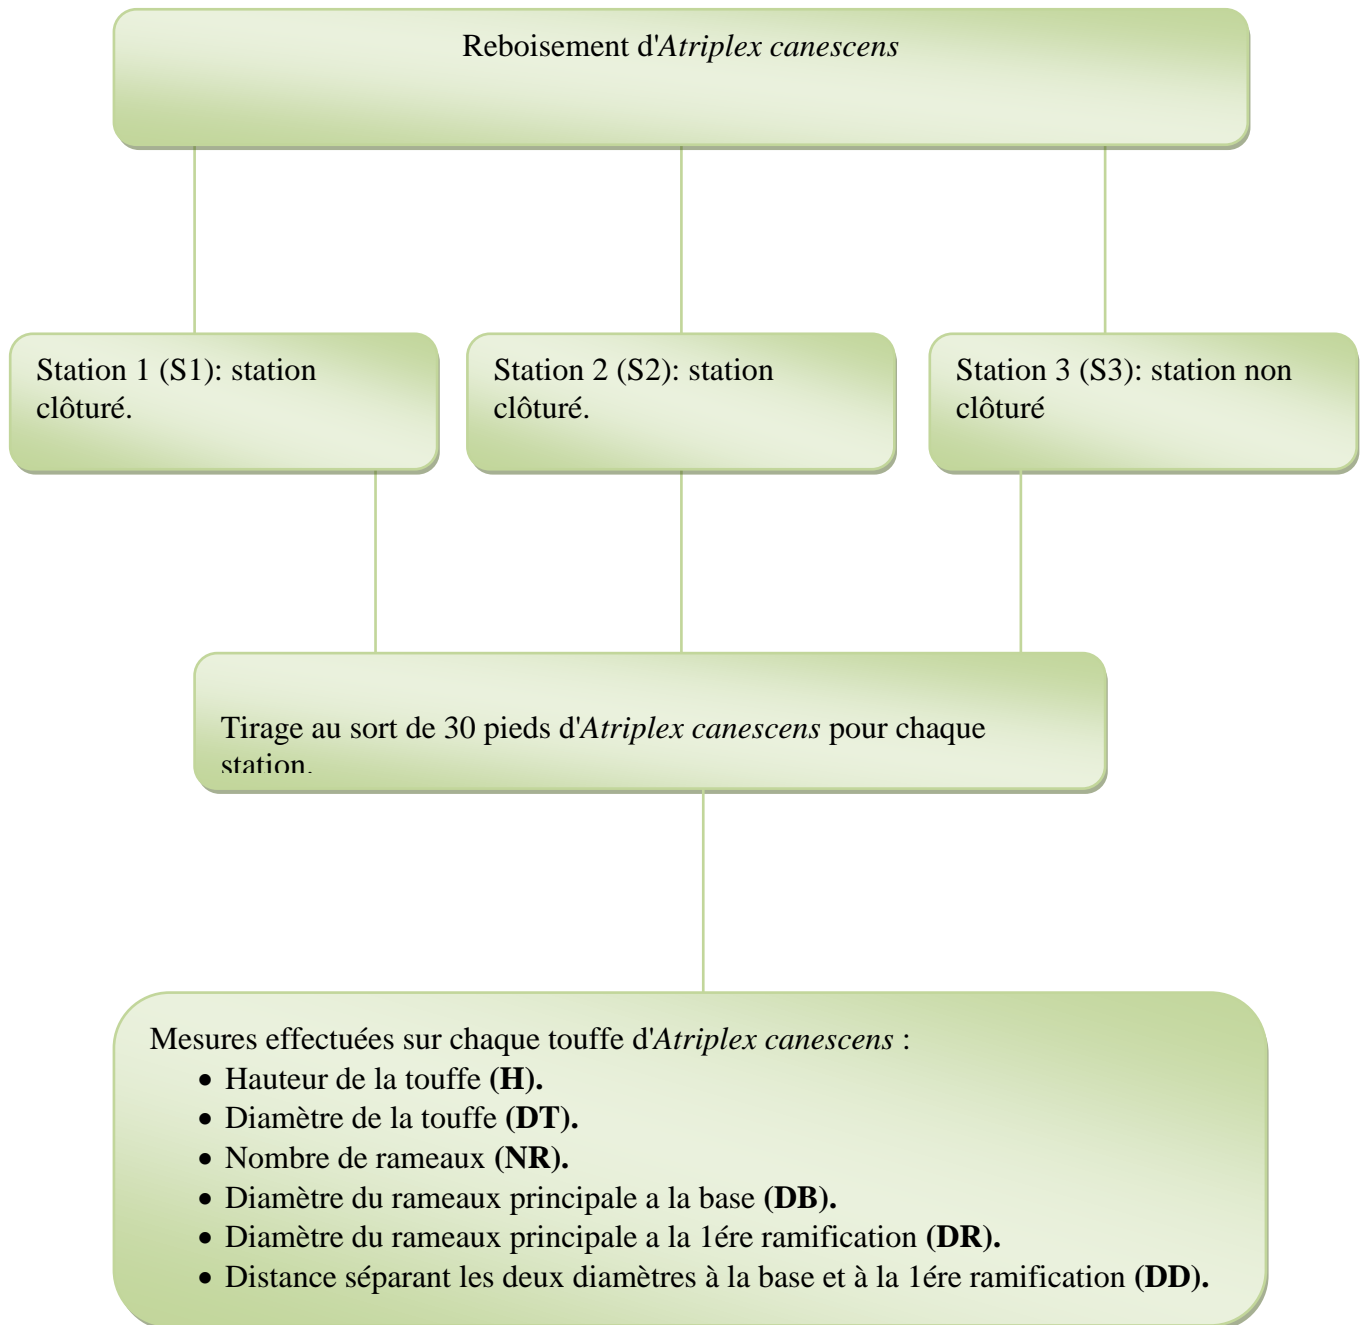 Reboisement d'Atriplex canescens
Station 1 (S1): station
clôturé.
Station 2 (S2): station
clôturé.
Station 3 (S3): station non
clôturé
Tirage au sort de 30 pieds d'Atriplex canescens pour chaque
station.
Mesures effectuées sur chaque touffe d'Atriplex canescens :
• Hauteur de la touffe (H).
• Diamètre de la touffe (DT).
• Nombre de rameaux (NR).
• Diamètre du rameaux principale a la base (DB).
• Diamètre du rameaux principale a la 1ére ramification (DR).
• Distance séparant les deux diamètres à la base et à la 1ére ramification (DD).